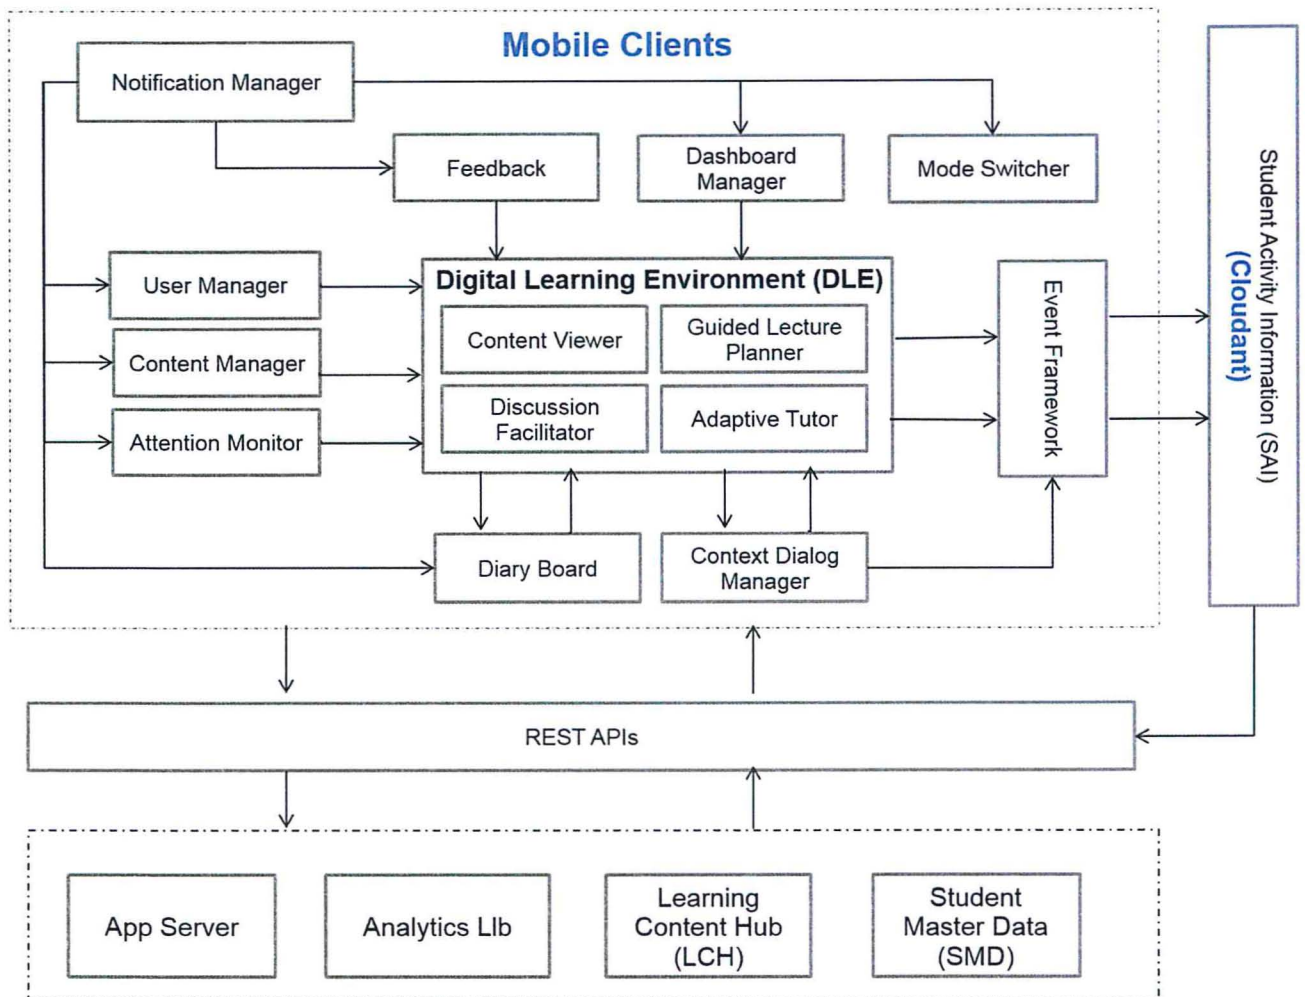 Mobile Clients
Notification Manager
Feedback
Dashboard
Manager
Mode Switcher
User Manager
Content Manager
Attention Monitor
Digital Learning Environment (DLE)
Content Viewer
Guided Lecture
Planner
Discussion
Facilitator
Adaptive Tutor
Event Framework
Student Activity Information (SAI)
(Cloudant)
Diary Board
Context Dialog
Manager
REST APIs
App Server
Analytics LIb
Learning
Content Hub
(LCH)
Student
Master Data
(SMD)